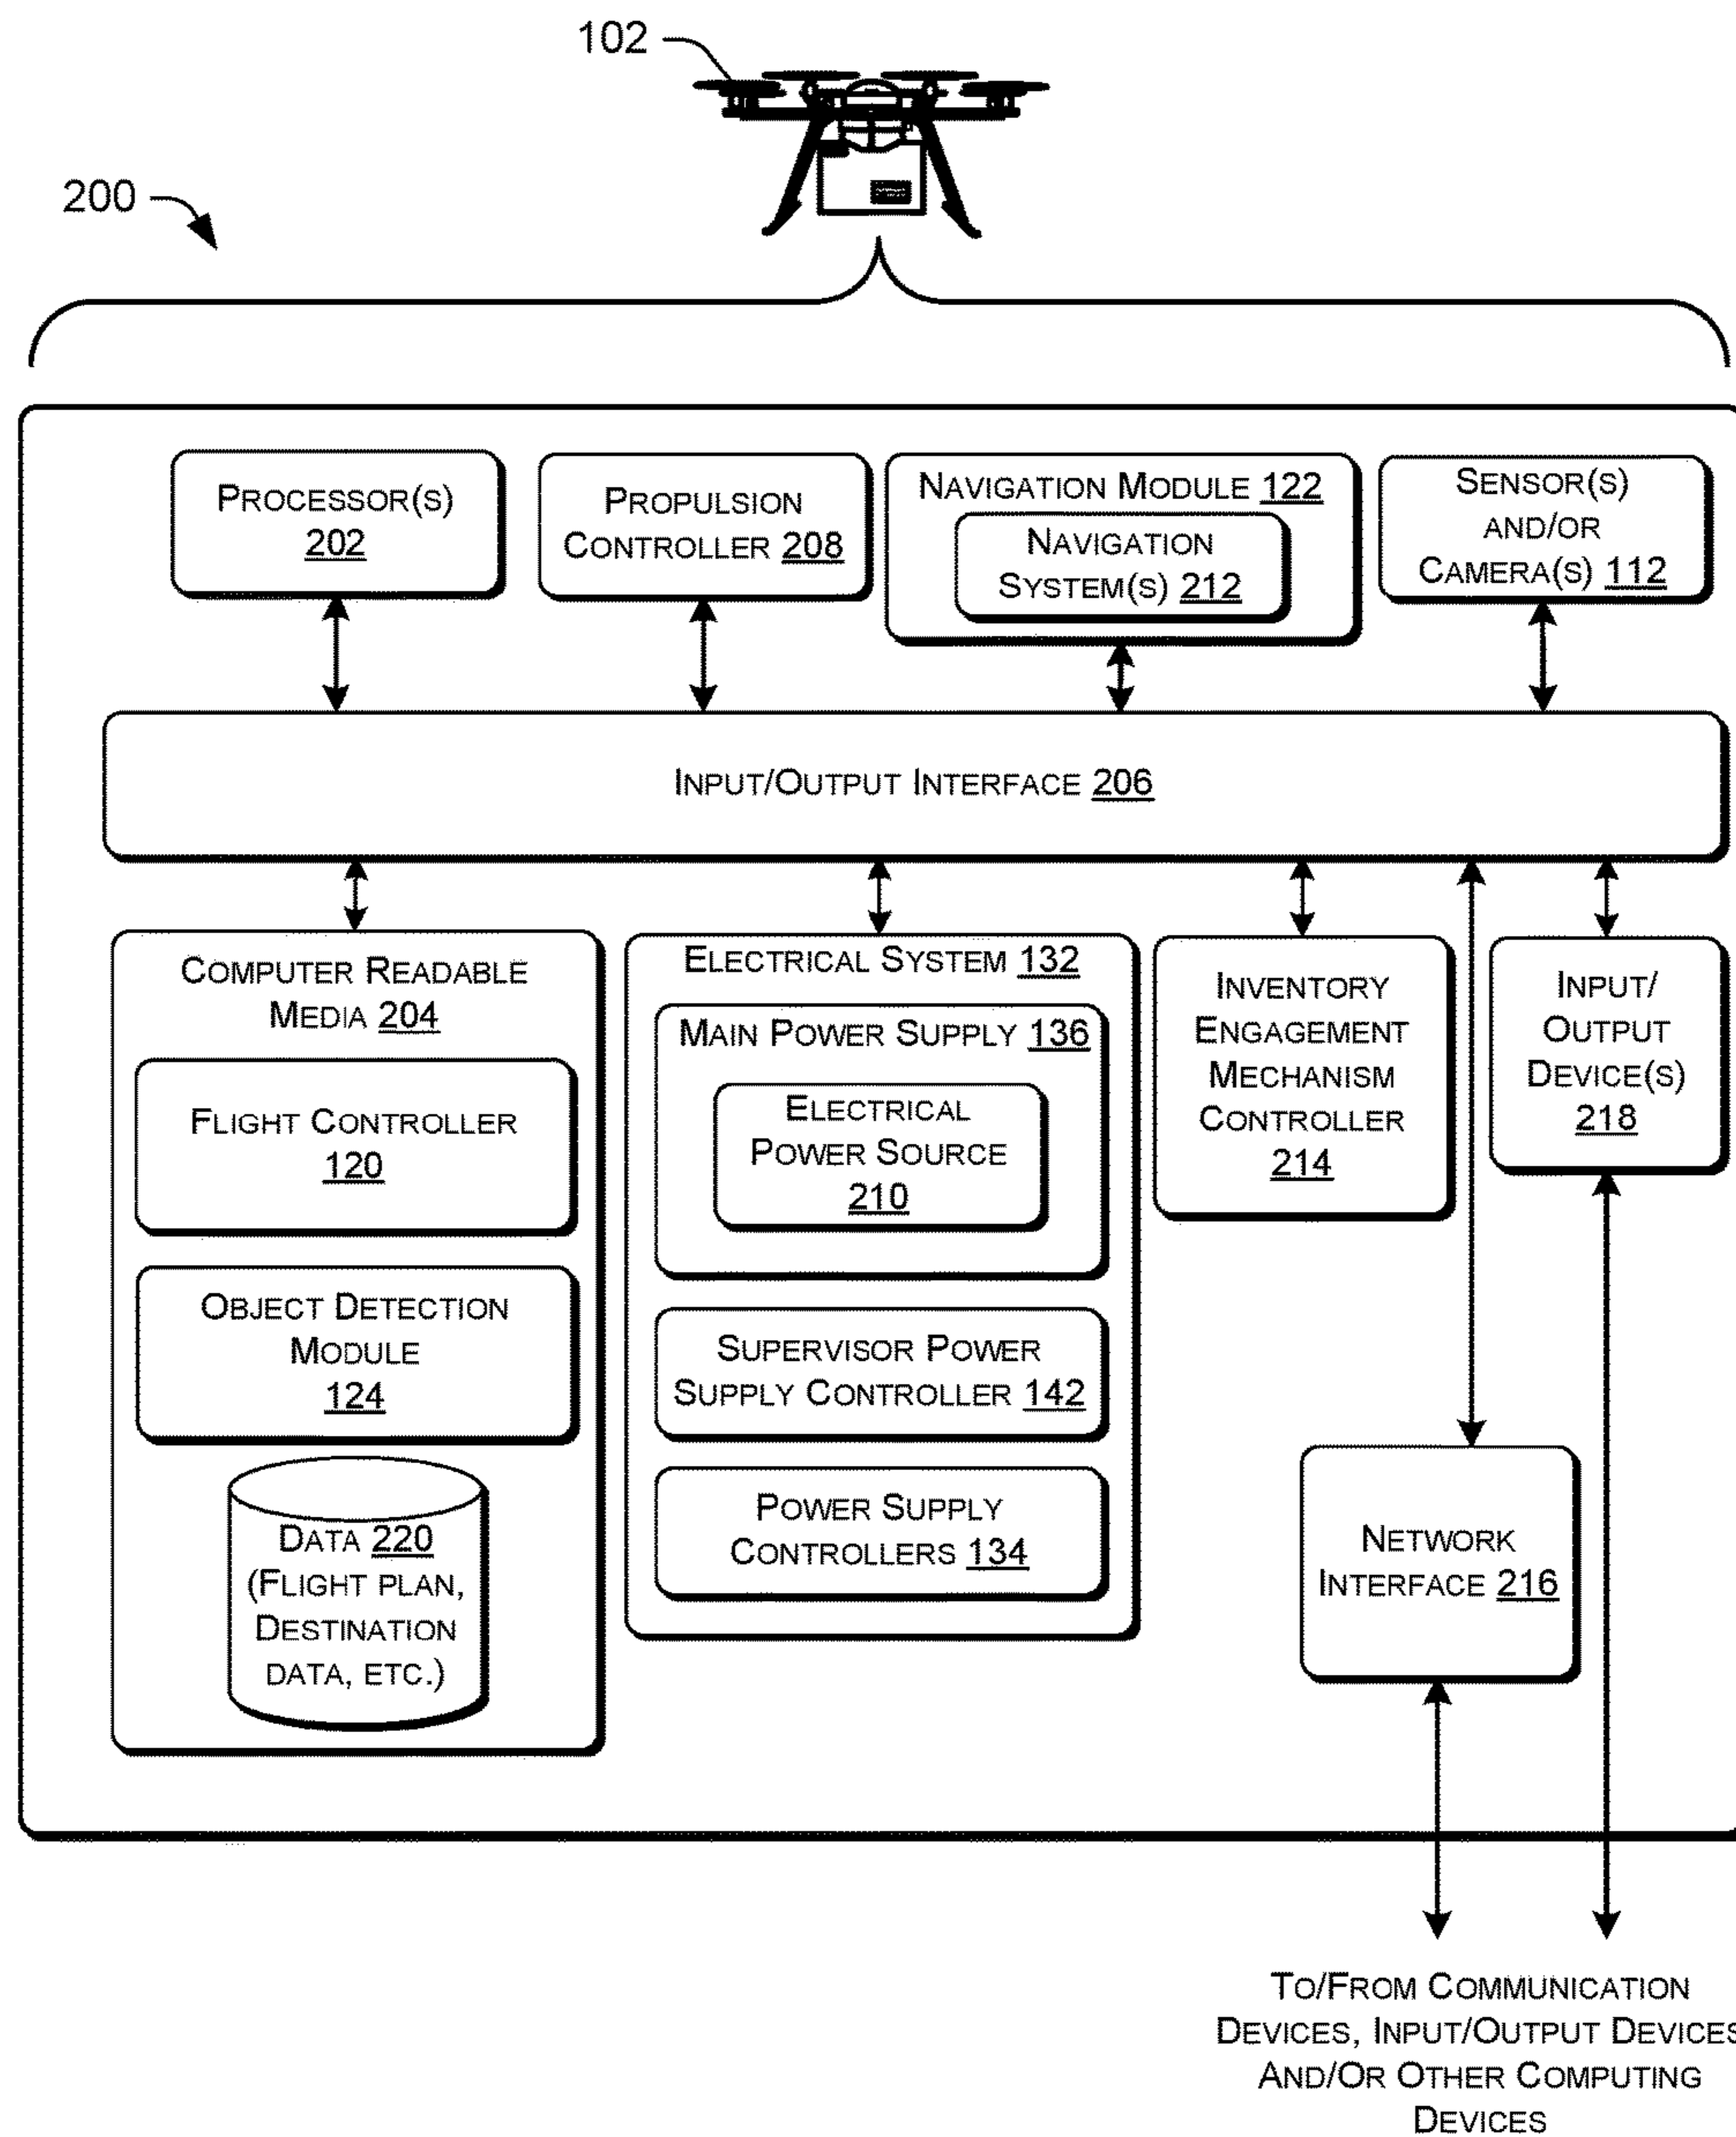 102
200
PROCESSOR(S)
202
PROPULSION
CONTROLLER 208
NAVIGATION MODULE 122
NAVIGATION
SYSTEM(S) 212
SENSOR(S)
AND/OR
CAMERA(S) 112
INPUT/OUTPUT INTERFACE 206
COMPUTER READABLE
MEDIA 204
FLIGHT CONTROLLER
120
OBJECT DETECTION
MODULE
124
DATA 220
(FLIGHT PLAN,
DESTINATION
DATA, ETC.)
ELECTRICAL SYSTEM 132
MAIN POWER SUPPLY 136
ELECTRICAL
POWER SOURCE
210
SUPERVISOR POWER
SUPPLY CONTROLLER 142
POWER SUPPLY
CONTROLLERS 134
INVENTORY
ENGAGEMENT
MECHANISM
CONTROLLER
214
INPUT/
OUTPUT
DEVICE(S)
218
NETWORK
INTERFACE 216
TO/FROM COMMUNICATION
DEVICES, INPUT/OUTPUT DEVICES
AND/OR OTHER COMPUTING
DEVICES